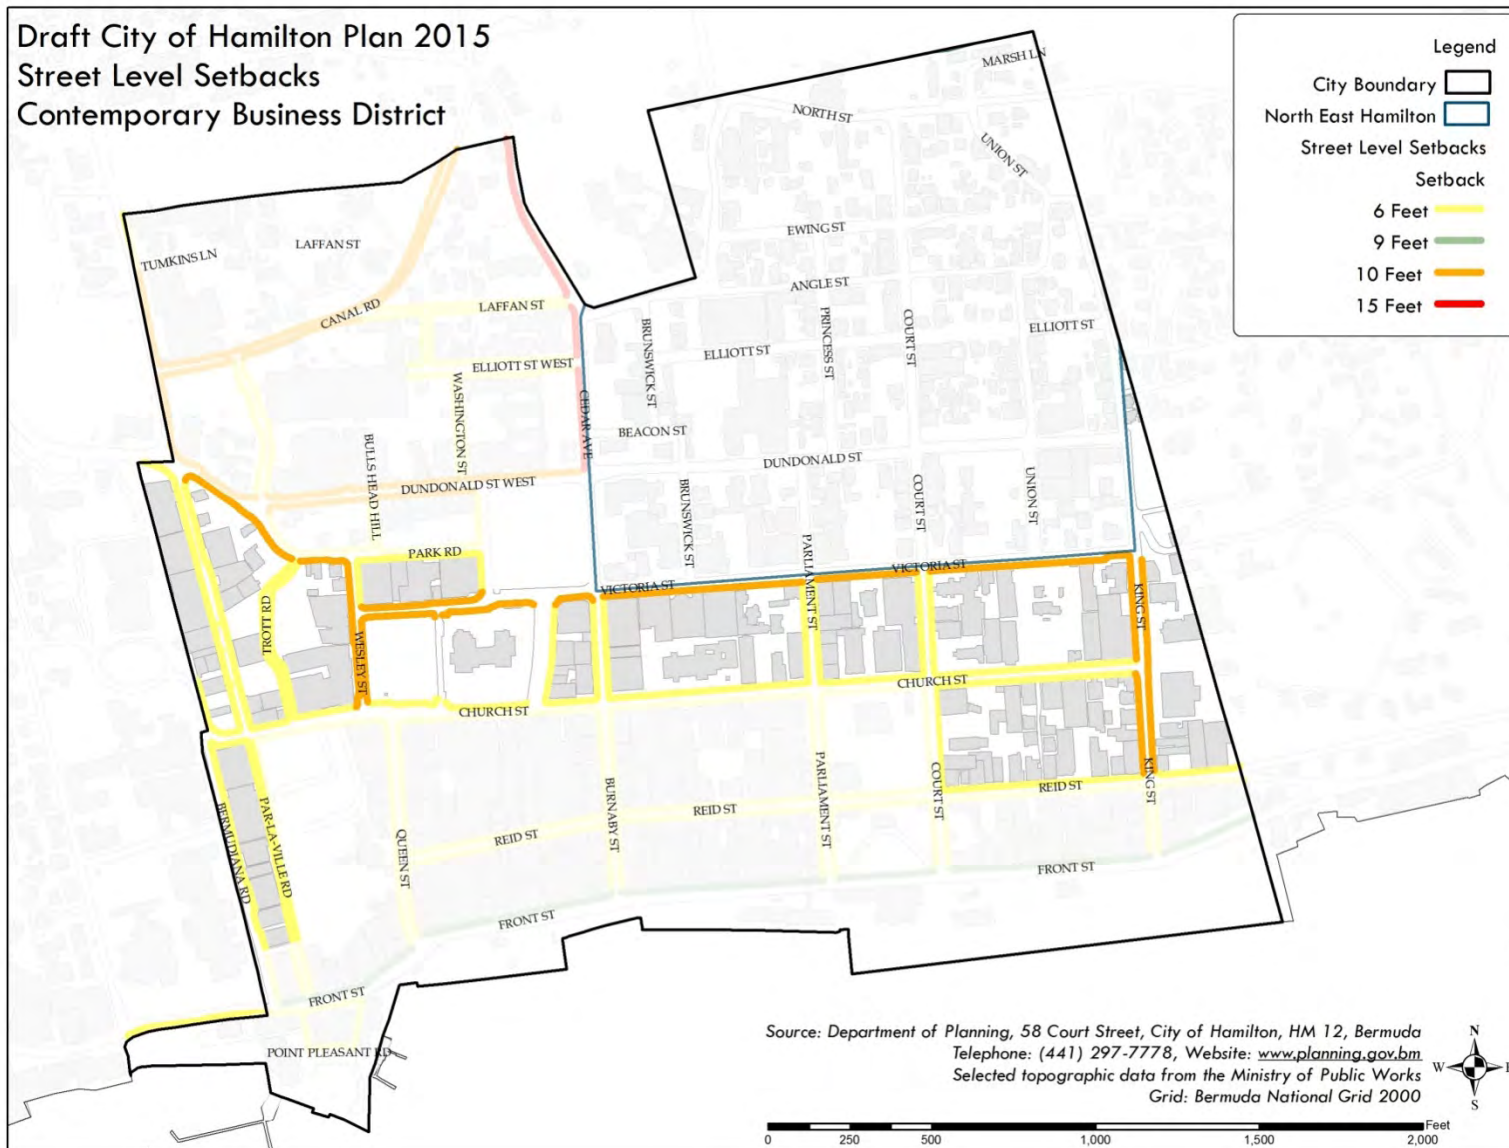 Draft City of Hamilton Plan 2015
Street Level Setbacks
Contemporary Business District
Legend
City Boundary
North East Hamilton
Street Level Setbacks
Setback
6 Feet
9 Feet
10 Feet
15 Feet
MARSH LN
NORTH ST
UNION ST
EWING ST
LAFFAN ST
TUMKINS LN
ANGLE ST
CANAL RD
LAFFAN ST
BRUNSWICK ST
PRINCESS ST
COURT ST
ELLIOTT ST
ELLIOTT ST
ELLIOTT ST WEST
WASHINGTON ST
CEDAR AVE
BEACON ST
BULLS HEAD HILL
DUNDONALD ST
DUNDONALD ST WEST
BRUNSWICK ST
COURT ST
UNION ST
PARK RD
PARLIAMENT ST
VICTORIA ST
VICTORIA ST
KING ST
TROTT RD
WESLEY ST
CHURCH ST
CHURCH ST
BERMUDIANA RD
PAR-LA-VILLE RD
QUEEN ST
REID ST
BURNABY ST
REID ST
PARLIAMENT ST
COURT ST
REID ST
KING ST
FRONT ST
FRONT ST
FRONT ST
POINT PLEASANT RD
Source: Department of Planning, 58 Court Street, City of Hamilton, HM 12, Bermuda
Telephone: (441) 297-7778, Website: www.planning.gov.bm
Selected topographic data from the Ministry of Public Works
Grid: Bermuda National Grid 2000
N
W E
S
Feet
0 250 500 1,000 1,500 2,000